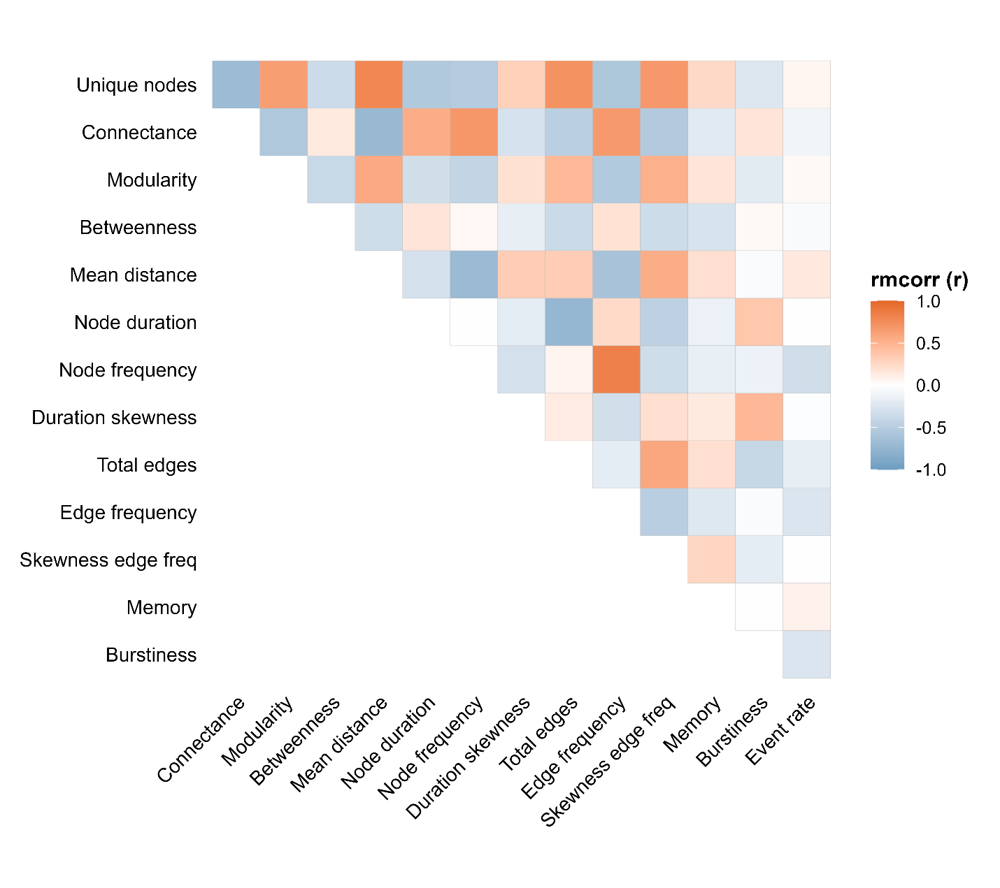 Unique nodes
Connectance
Modularity
Betweenness
Mean distance
Node duration
Node frequency
Duration skewness
Total edges
Edge frequency
Skewness edge freq
Memory
Burstiness
rmcorr (r)
1.0
0.5
0.0
-0.5
-1.0
Connectance
Modularity
Betweenness
Mean distance
Node duration
Node frequency
Duration skewness
Total edges
Edge frequency
Skewness edge freq
Memory
Burstiness
Event rate